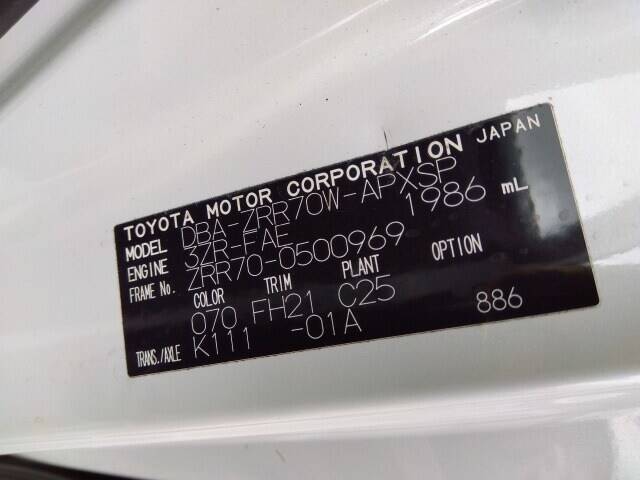 TOYOTA MOTOR CORPORATION JAPAN
MODEL DBA-ZRR70W-APXSP
ENGINE 3ZR-FAE 1986 mL
FRAME No. ZRR70-0500969
COLOR TRIM PLANT OPTION
070 FH21 C25
TRANS./AXLE K111 -01A 886